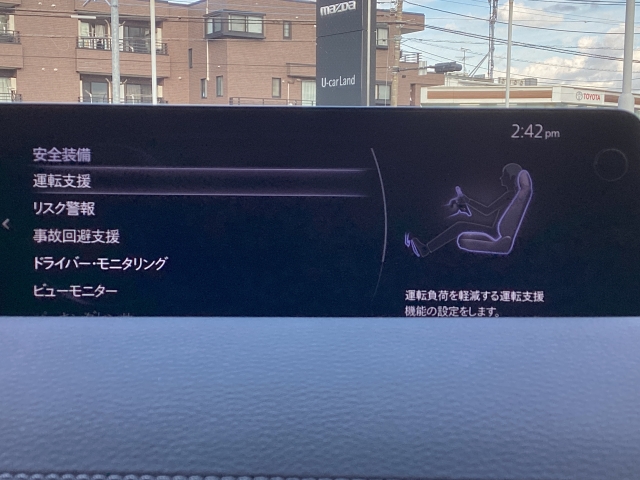 mazda
U-carLand
TOYOTA
2:42pm
安全装備
運転支援
リスク警報
事故回避支援
ドライバー・モニタリング
ビューモニター
運転負荷を軽減する運転支援
機能の設定をします。